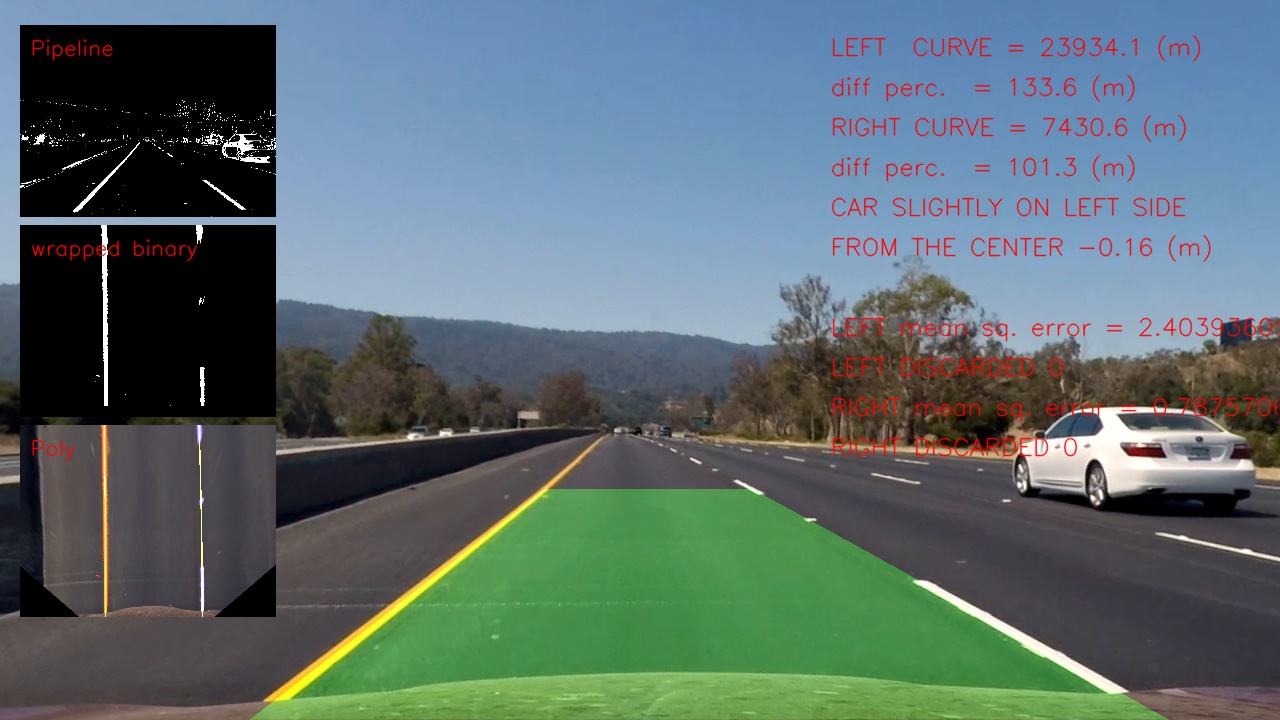 Pipeline
wrapped binary
Poly
LEFT CURVE = 23934.1 (m)
diff perc. = 133.6 (m)
RIGHT CURVE = 7430.6 (m)
diff perc. = 101.3 (m)
CAR SLIGHTLY ON LEFT SIDE
FROM THE CENTER −0.16 (m)
LEFT mean sq. error = 2.4039360
LEFT DISCARDED 0
RIGHT mean sq. error = 0.7875706
RIGHT DISCARDED 0